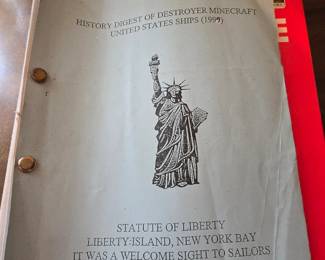 HISTORY DIGEST OF DESTROYER MINECRAFT
UNITED STATES SHIPS
STATUTE OF LIBERTY
LIBERTY-ISLAND, NEW YORK BAY
IT WAS A WELCOME SIGHT TO SAILORS